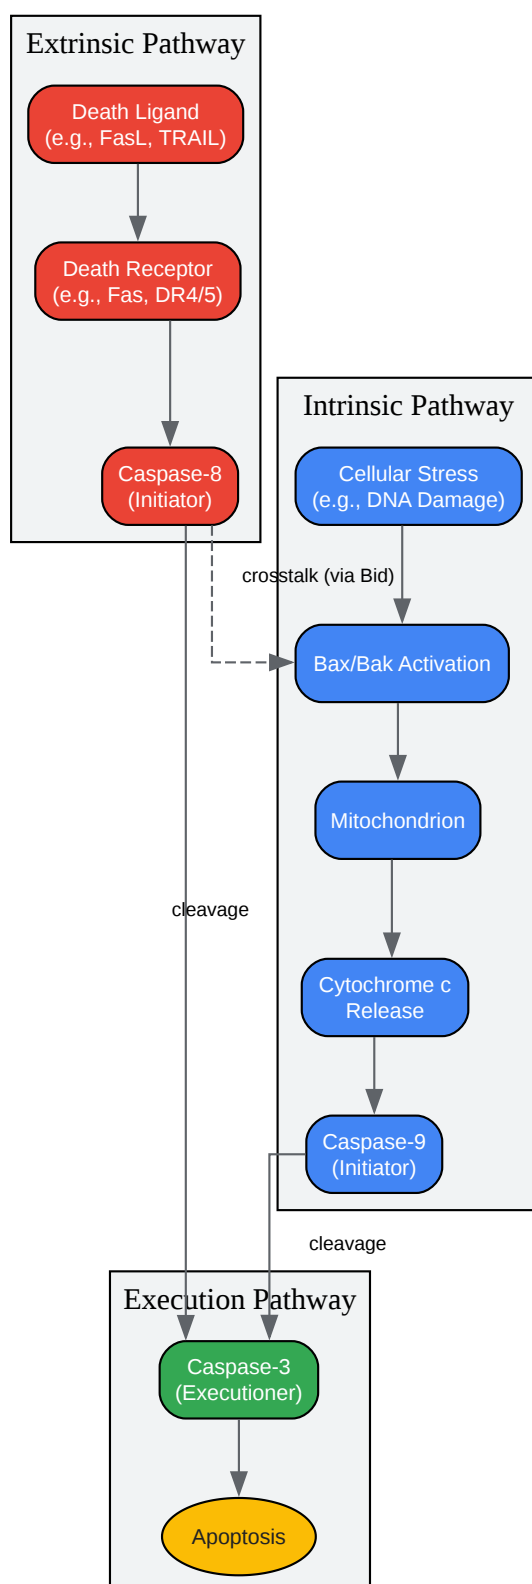 Extrinsic Pathway
Death Ligand
(e.g., FasL, TRAIL)
Death Receptor
(e.g., Fas, DR4/5)
Caspase-8
(Initiator)
Intrinsic Pathway
Cellular Stress
(e.g., DNA Damage)
crosstalk (via Bid)
Bax/Bak Activation
Mitochondrion
cleavage
Cytochrome c
Release
Caspase-9
(Initiator)
cleavage
Execution Pathway
Caspase-3
(Executioner)
Apoptosis